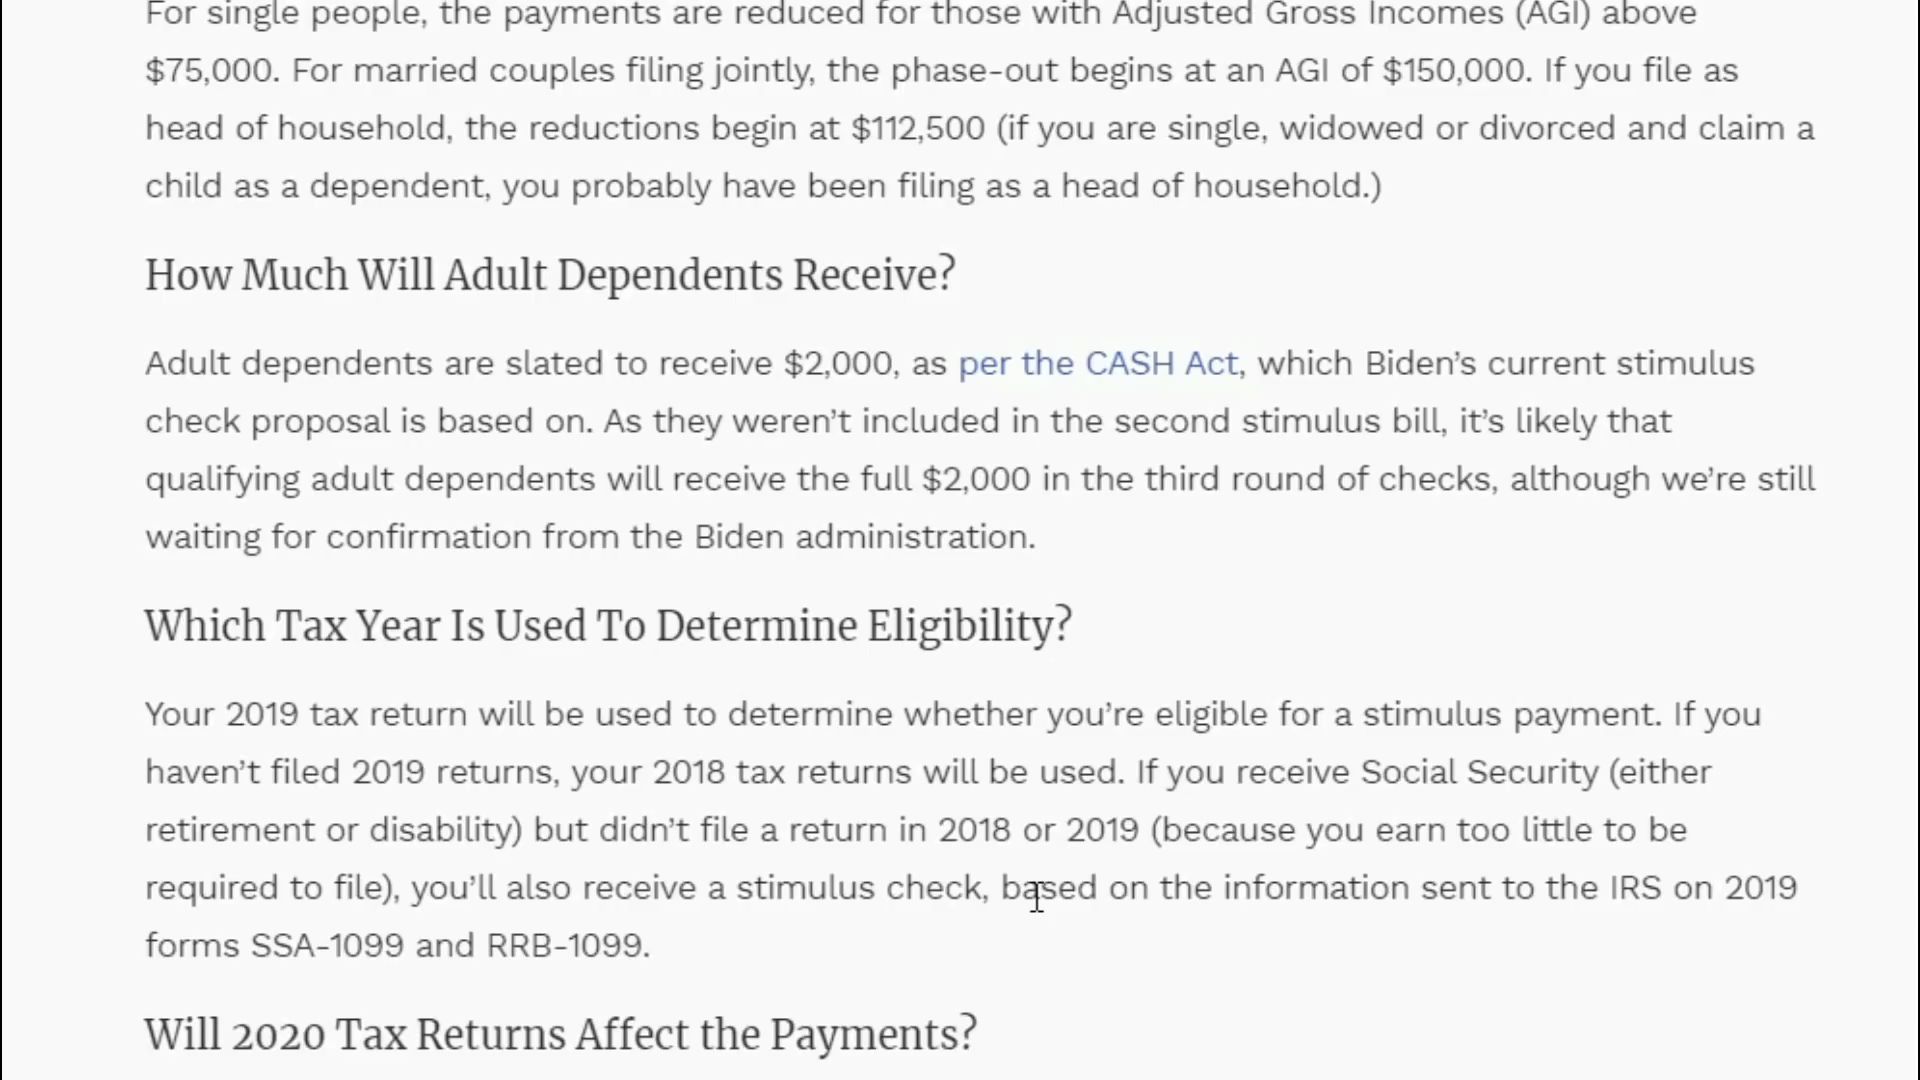 For single people, the payments are reduced for those with Adjusted Gross Incomes (AGI) above
$75,000. For married couples filing jointly, the phase-out begins at an AGI of $150,000. If you file as
head of household, the reductions begin at $112,500 (if you are single, widowed or divorced and claim a
child as a dependent, you probably have been filing as a head of household.)
How Much Will Adult Dependents Receive?
Adult dependents are slated to receive $2,000, as per the CASH Act, which Biden’s current stimulus
check proposal is based on. As they weren’t included in the second stimulus bill, it’s likely that
qualifying adult dependents will receive the full $2,000 in the third round of checks, although we’re still
waiting for confirmation from the Biden administration.
Which Tax Year Is Used To Determine Eligibility?
Your 2019 tax return will be used to determine whether you’re eligible for a stimulus payment. If you
haven’t filed 2019 returns, your 2018 tax returns will be used. If you receive Social Security (either
retirement or disability) but didn’t file a return in 2018 or 2019 (because you earn too little to be
required to file), you’ll also receive a stimulus check, based on the information sent to the IRS on 2019
forms SSA-1099 and RRB-1099.
Will 2020 Tax Returns Affect the Payments?